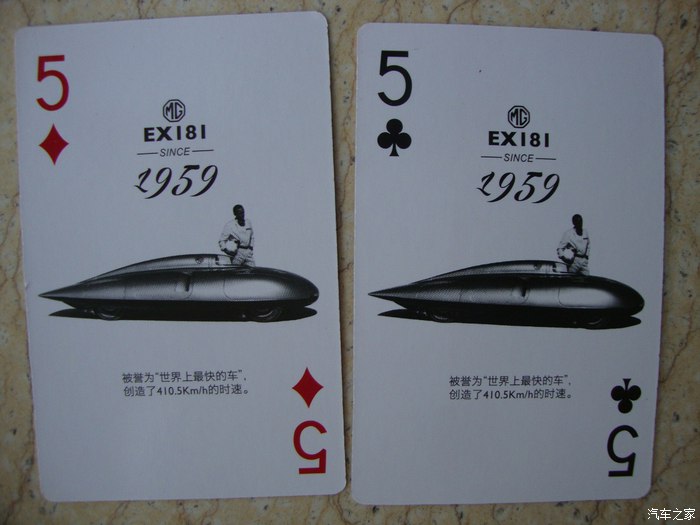 5
MG
EX181
SINCE
1959
被誉为“世界上最快的车”,
创造了410.5Km/h的时速。
5
5
MG
EX181
SINCE
1959
被誉为“世界上最快的车”,
创造了410.5Km/h的时速。
5
汽车之家